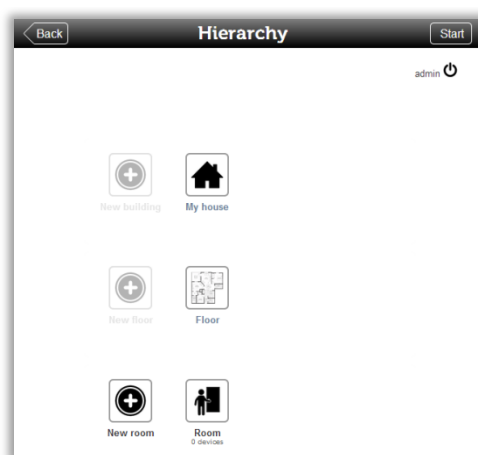 Back
Hierarchy
Start
admin
New building
My house
New floor
Floor
New room
Room
0 devices